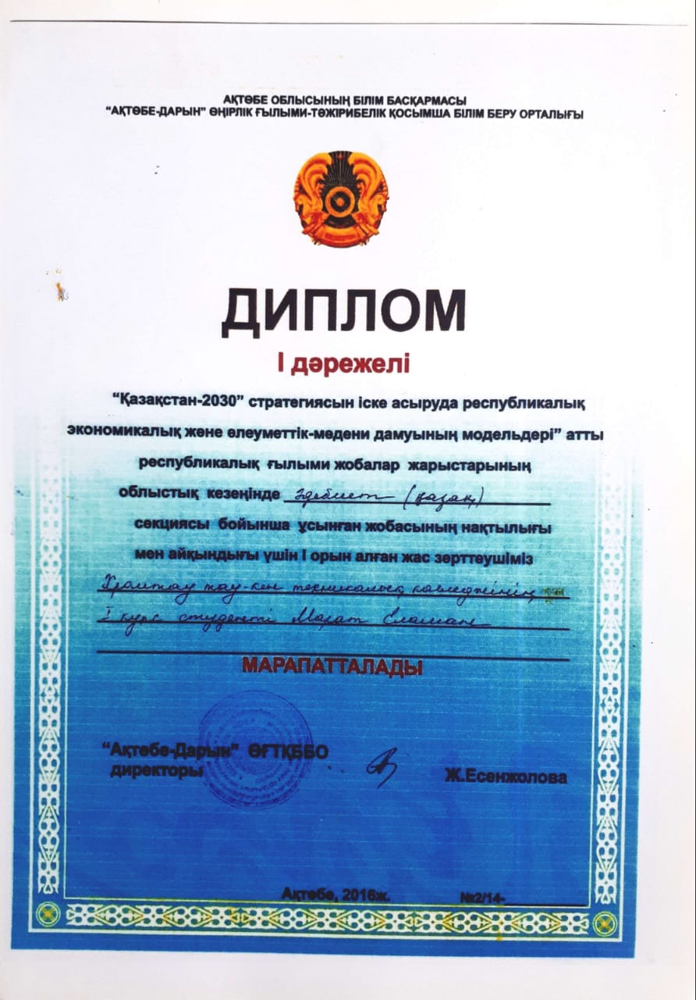 АҚТӨБЕ ОБЛЫСЫНЫҢ БІЛІМ БАСҚАРМАСЫ
“АҚТӨБЕ-ДАРЫН” ӨҢІРЛІК ҒЫЛЫМИ-ТӘЖІРИБЕЛІК ҚОСЫМША БІЛІМ БЕРУ ОРТАЛЫҒЫ
ДИПЛОМ
І дәрежелі
“Қазақстан-2030” стратегиясын іске асыруда республикалық
экономикалық және әлеуметтік-мәдени дамуының модельдері” атты
республикалық ғылыми жобалар жарыстарының
облыстық кезеңінде әдебиет (қазақ)
секциясы бойынша ұсынған жобасының нақтылығы
мен айқындығы үшін І орын алған жас зерттеушіміз
Хромтау тау-кен техникалық колледжінің
І курс студенті Марат Еламан
МАРАПАТТАЛАДЫ
“Ақтөбе-Дарын” ӨҒТҚББО
директоры
Ж.Есенжолова
Ақтөбе, 2016ж.
№2/14-